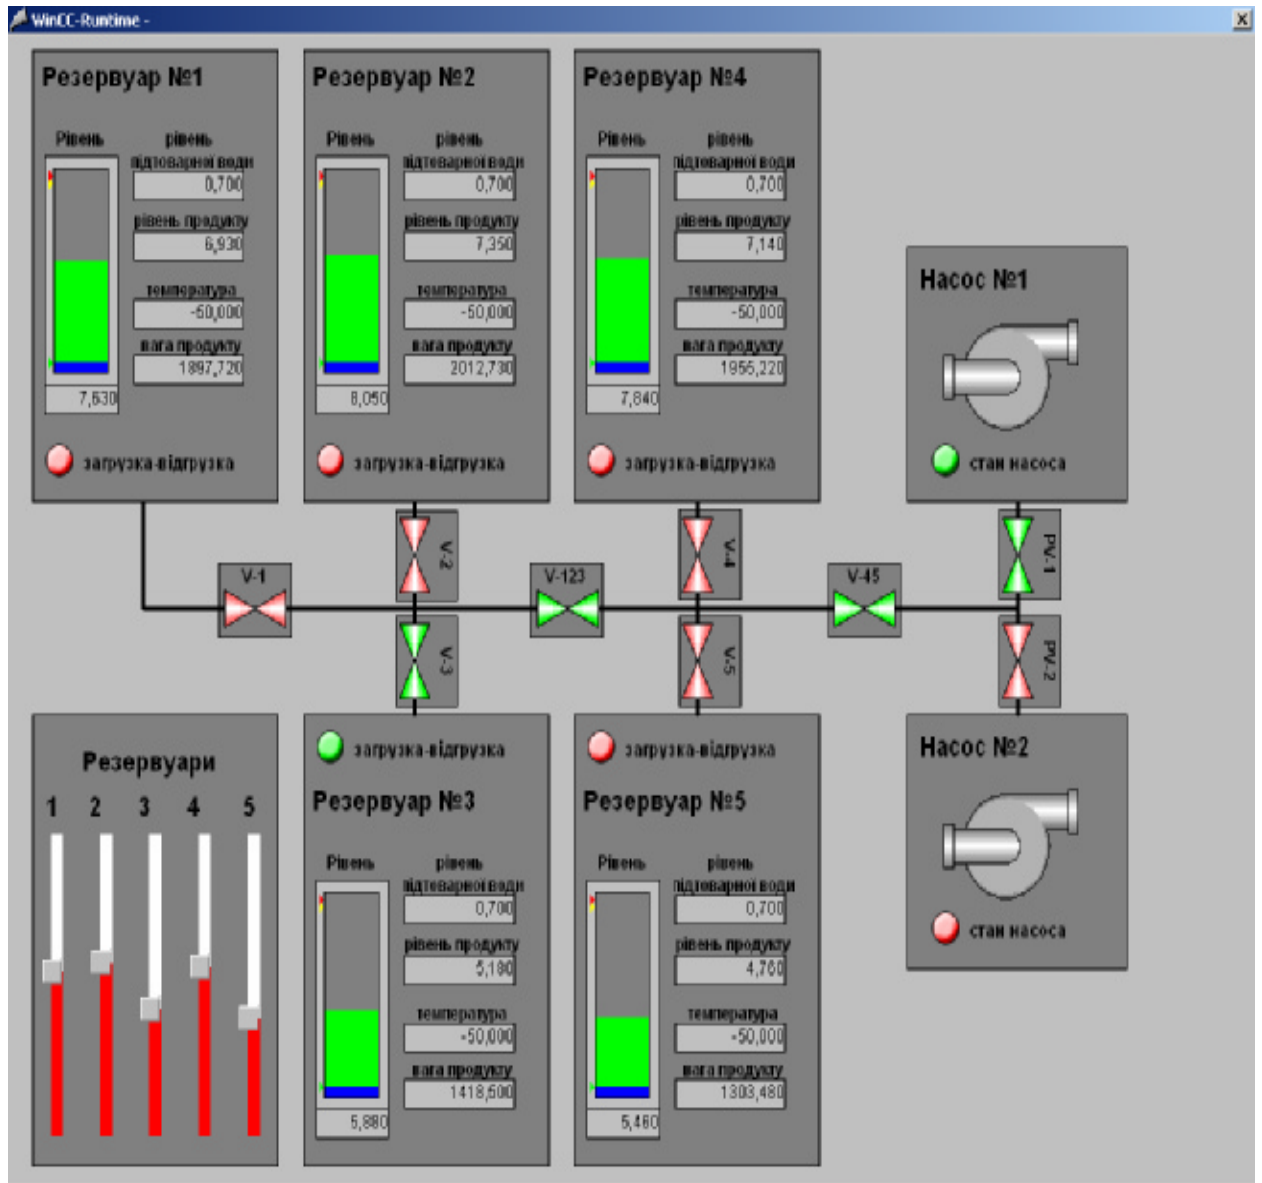 WinCC-Runtime -
Резервуар №1
Рівень
рівень
підтоварної води
0,700
рівень продукту
6,930
температура
-50,000
вага продукту
1897,720
7,630
загрузка-відгрузка
Резервуар №2
Рівень
рівень
підтоварної води
0,700
рівень продукту
7,350
температура
-50,000
вага продукту
2012,730
8,050
загрузка-відгрузка
Резервуар №4
Рівень
рівень
підтоварної води
0,700
рівень продукту
7,140
температура
-50,000
вага продукту
1955,220
7,840
загрузка-відгрузка
Насос №1
стан насоса
V-1
V-2
V-3
V-123
V-4
V-5
V-45
PV-1
PV-2
Резервуари
1 2 3 4 5
загрузка-відгрузка
Резервуар №3
Рівень
рівень
підтоварної води
0,700
рівень продукту
5,180
температура
-50,000
вага продукту
1418,500
5,880
загрузка-відгрузка
Резервуар №5
Рівень
рівень
підтоварної води
0,700
рівень продукту
4,760
температура
-50,000
вага продукту
1303,480
5,460
Насос №2
стан насоса